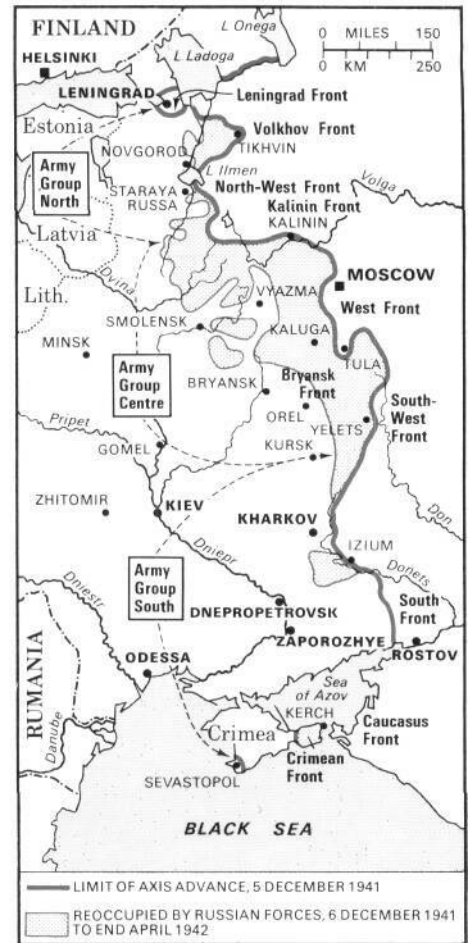 FINLAND
L Onega
0 MILES 150
0 KM 250
HELSINKI
L Ladoga
LENINGRAD
Leningrad Front
Estonia
Volkhov Front
TIKHVIN
NOVGOROD
Army
Group
North
L Ilmen
STARAYA
RUSSA
North-West Front
Volga
Kalinin Front
KALININ
Latvia
Dvina
MOSCOW
Lith.
VYAZMA
West Front
SMOLENSK
KALUGA
MINSK
TULA
Army
Group
Centre
BRYANSK
Bryansk
Front
OREL
South-
West
Front
YELETS
Pripet
GOMEL
KURSK
ZHITOMIR
KIEV
Don
KHARKOV
Dniepr
IZIUM
Donets
Army
Group
South
Dniestr
DNEPROPETROVSK
South
Front
ZAPOROZHYE
ROSTOV
ODESSA
RUMANIA
Sea
of Azov
Danube
Crimea
KERCH
Caucasus
Front
Crimean
Front
SEVASTOPOL
BLACK SEA
LIMIT OF AXIS ADVANCE, 5 DECEMBER 1941
REOCCUPIED BY RUSSIAN FORCES, 6 DECEMBER 1941
TO END APRIL 1942